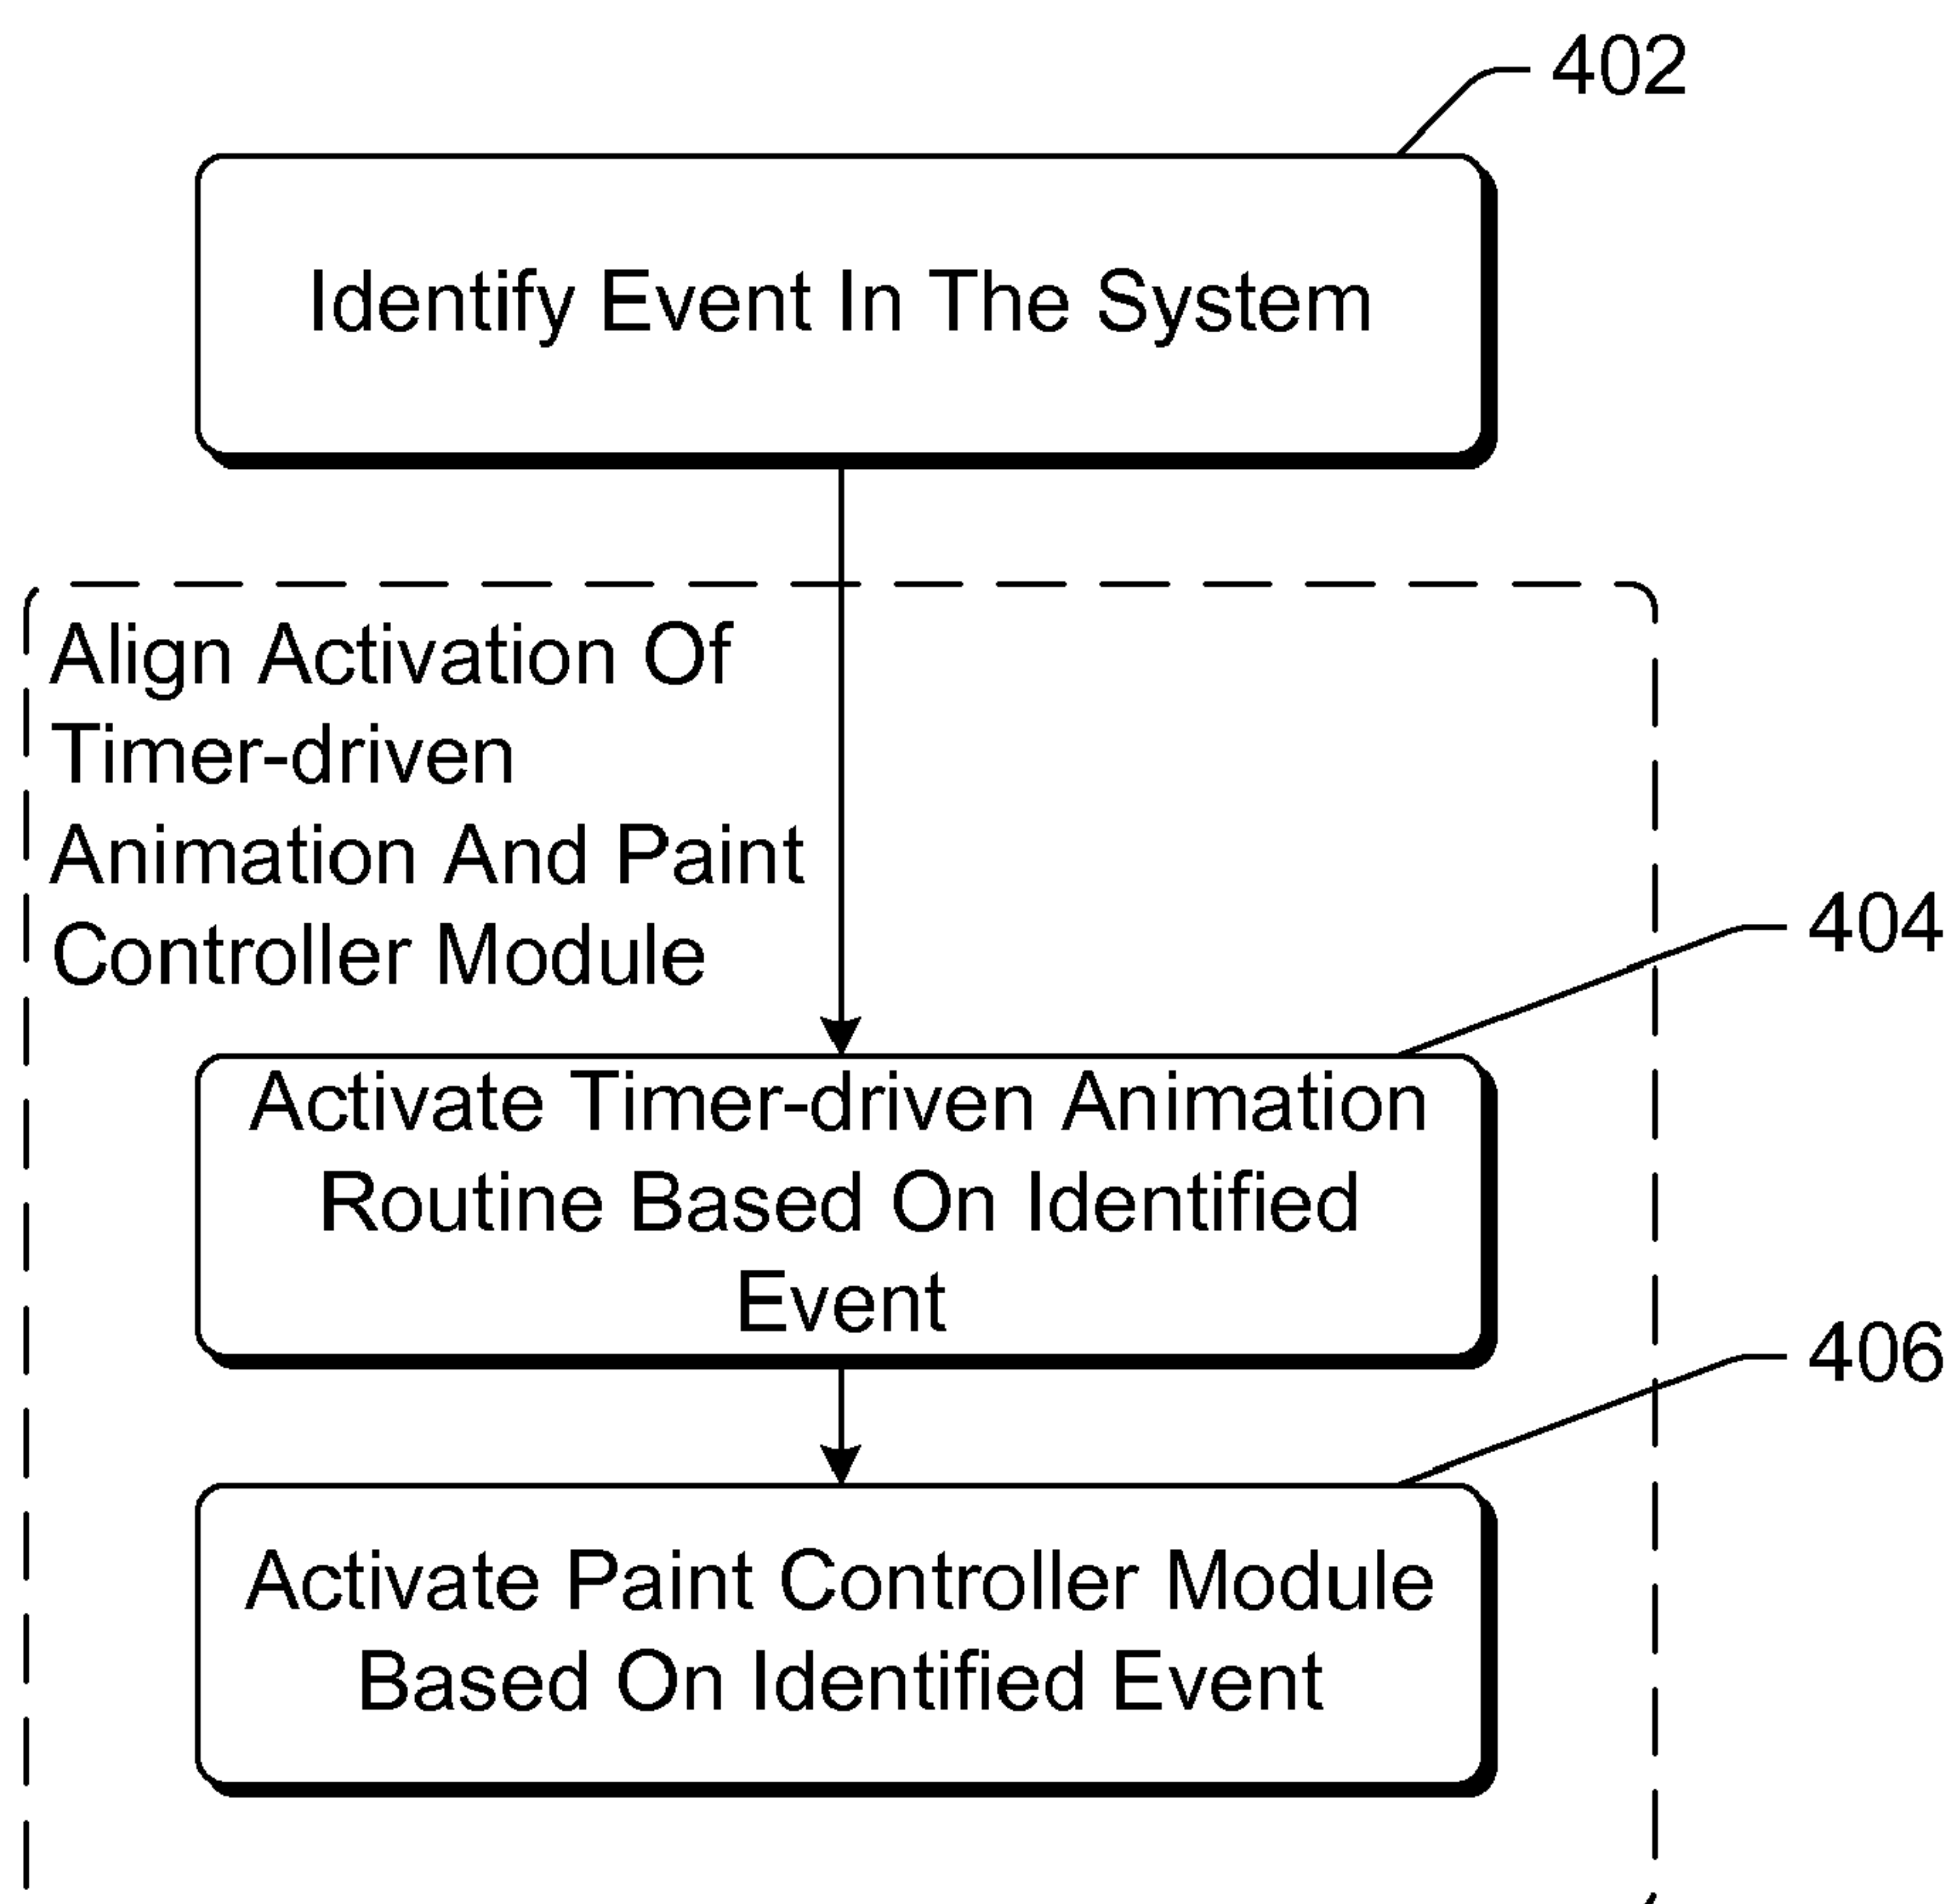 402
Identify Event In The System
Align Activation Of
Timer-driven
Animation And Paint
Controller Module
404
Activate Timer-driven Animation
Routine Based On Identified
Event
406
Activate Paint Controller Module
Based On Identified Event